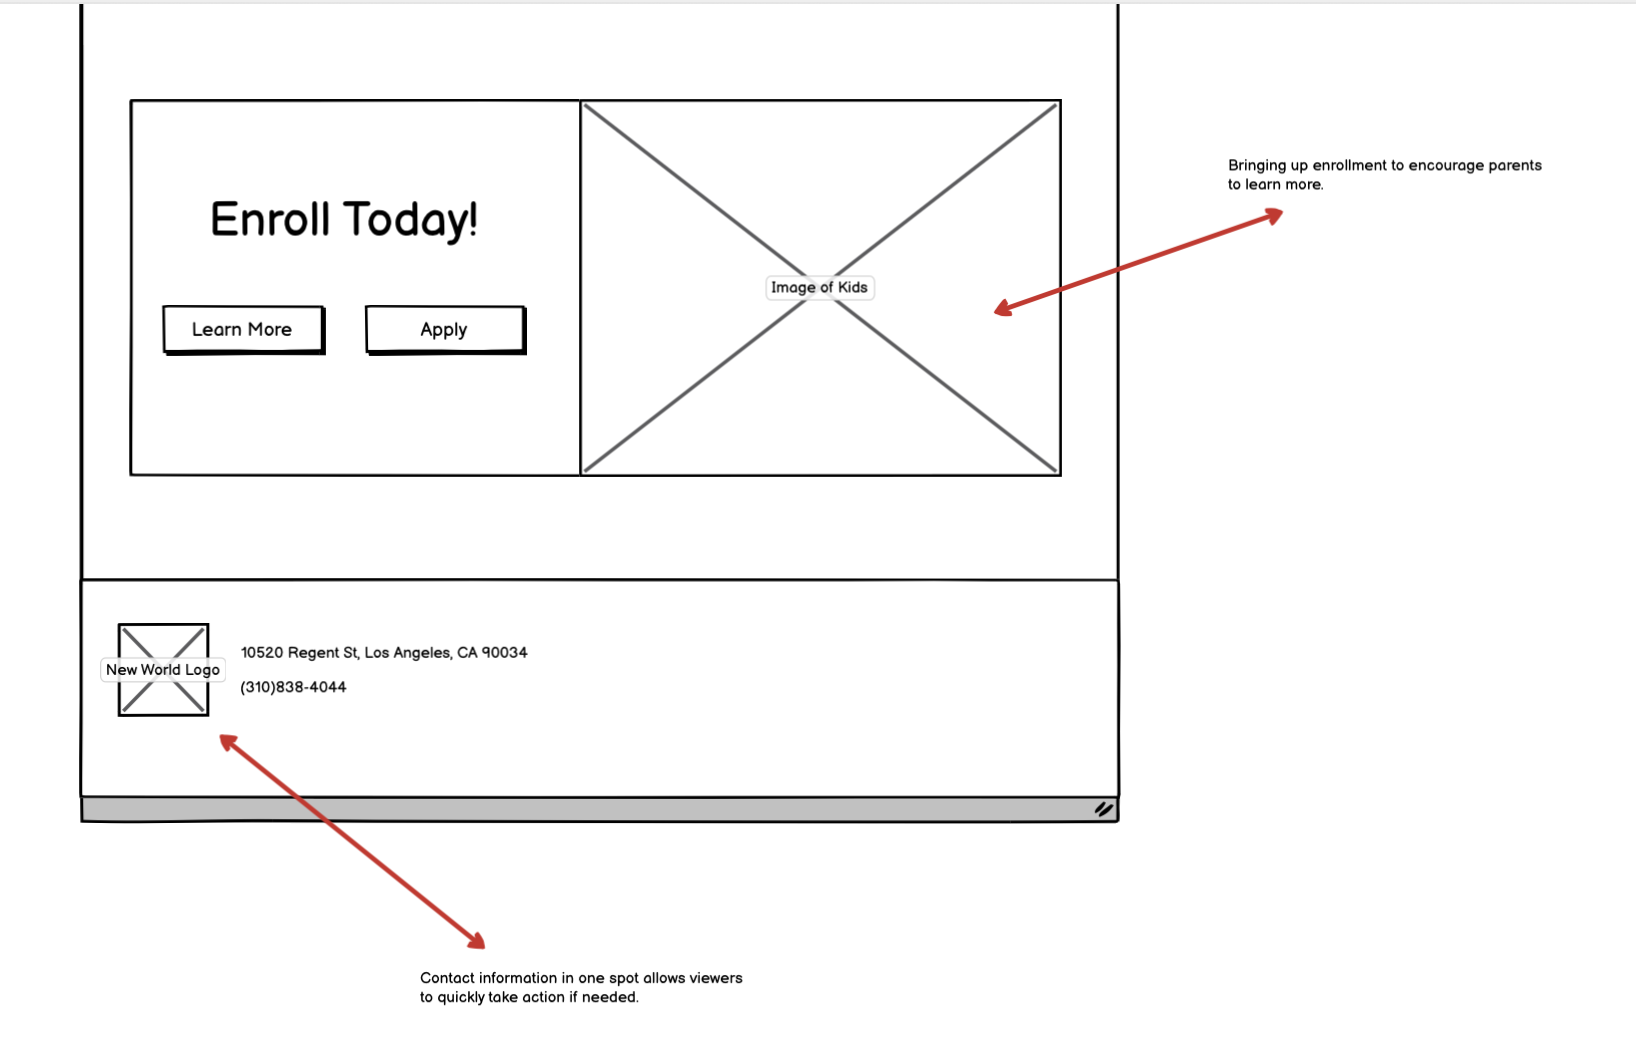 Enroll Today!
Learn More
Apply
Image of Kids
Bringing up enrollment to encourage parents
to learn more.
New World Logo
10520 Regent St, Los Angeles, CA 90034
(310)838-4044
Contact information in one spot allows viewers
to quickly take action if needed.